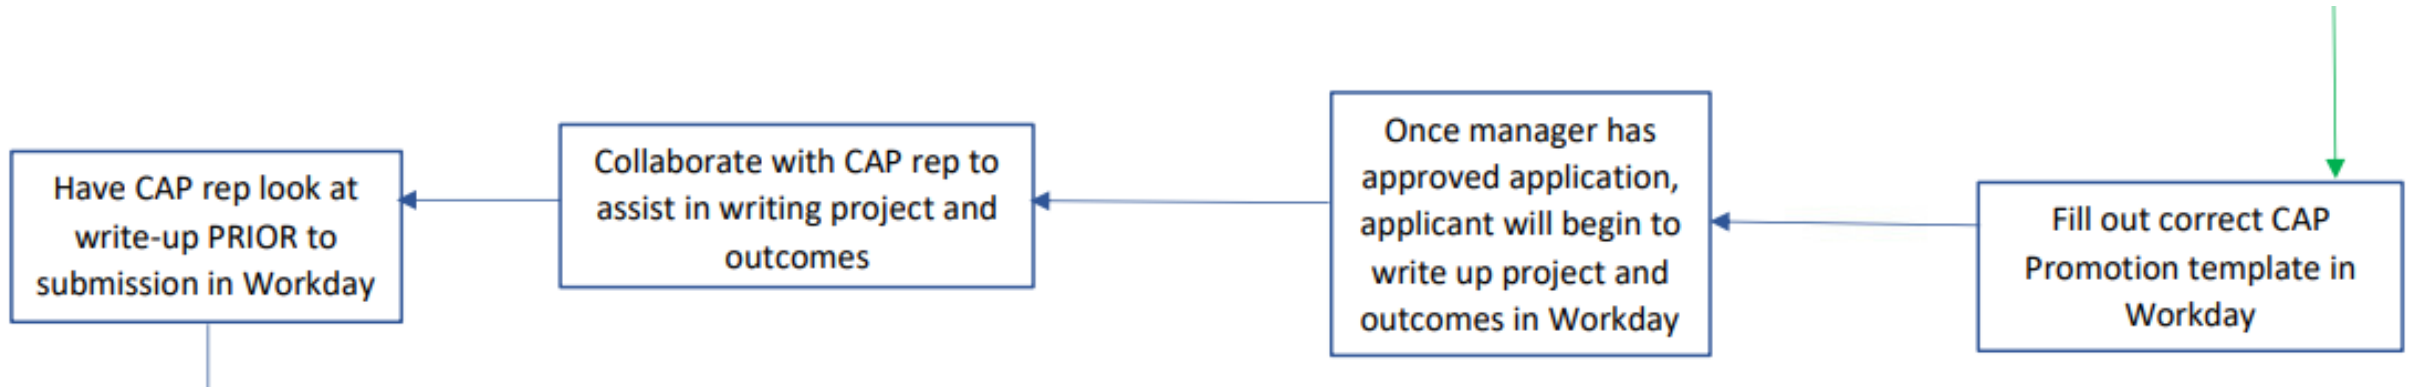 Have CAP rep look at
write-up PRIOR to
submission in Workday
Collaborate with CAP rep to
assist in writing project and
outcomes
Once manager has
approved application,
applicant will begin to
write up project and
outcomes in Workday
Fill out correct CAP
Promotion template in
Workday